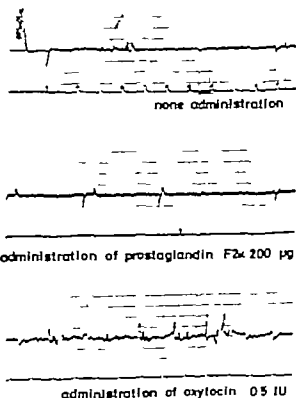 none administration
administration of prostaglandin F2α 200 μg
administration of oxytocin 0.5 IU